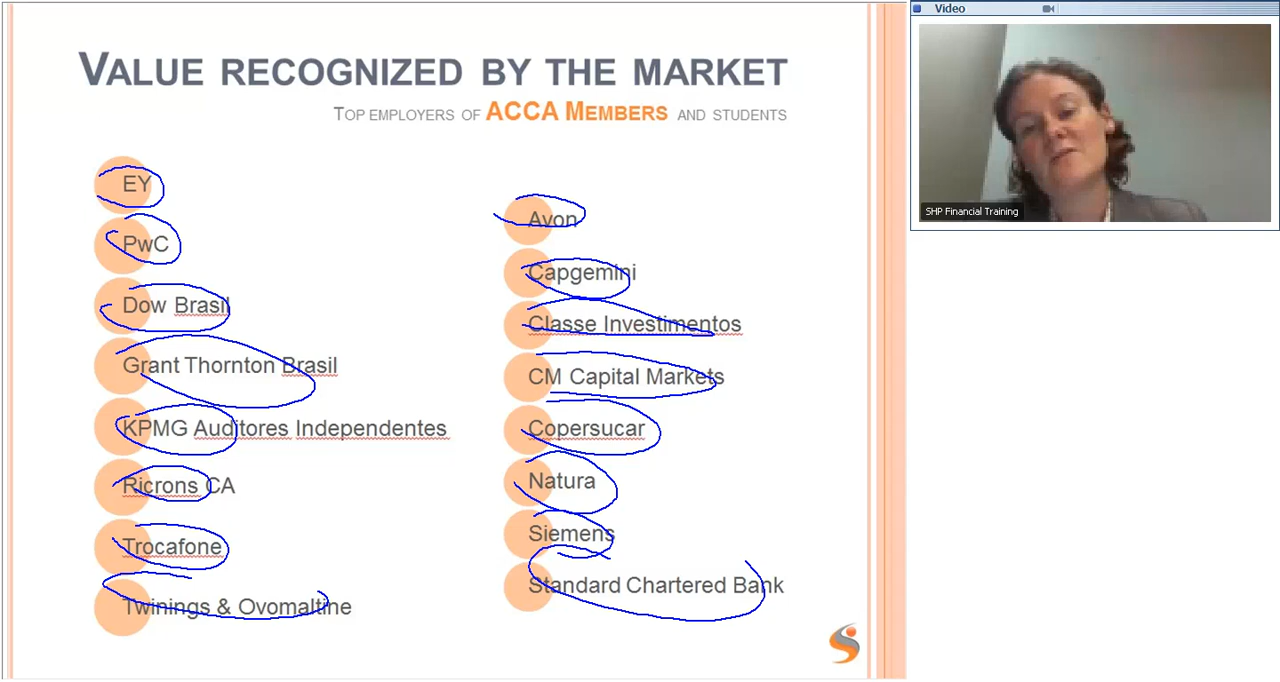 VALUE RECOGNIZED BY THE MARKET
TOP EMPLOYERS OF ACCA MEMBERS AND STUDENTS
EY
PwC
Dow Brasil
Grant Thornton Brasil
KPMG Auditores Independentes
Ricrons CA
Trocafone
Twinings & Ovomaltine
Avon
Capgemini
Classe Investimentos
CM Capital Markets
Copersucar
Natura
Siemens
Standard Chartered Bank
Video
SHP Financial Training